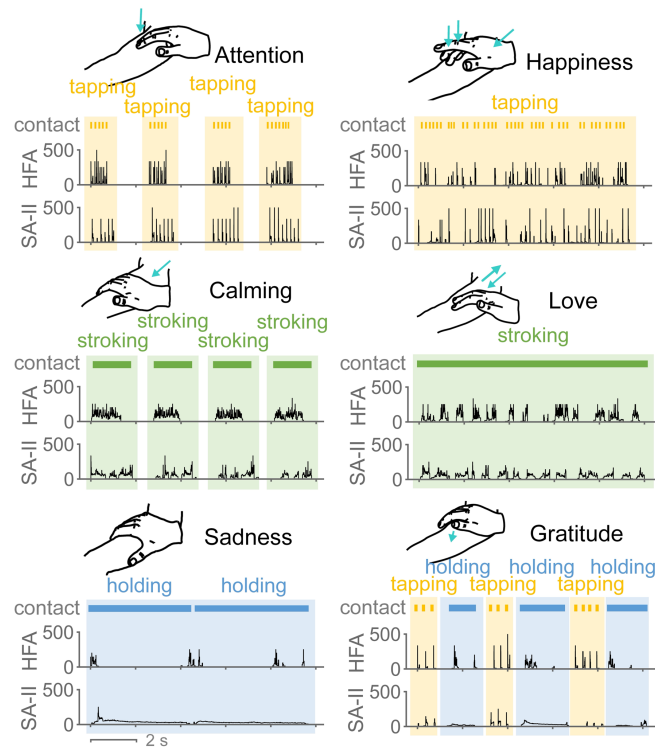 Attention
tapping
tapping
tapping
tapping
contact
500
0
HFA
500
0
SA-II
Happiness
tapping
contact
500
0
HFA
500
0
SA-II
Calming
stroking
stroking
stroking
stroking
contact
500
0
HFA
500
0
SA-II
Love
stroking
contact
500
0
HFA
500
0
SA-II
Sadness
holding
holding
contact
500
0
HFA
500
0
SA-II
2 s
Gratitude
holding
holding
holding
tapping
tapping
tapping
contact
500
0
HFA
500
0
SA-II